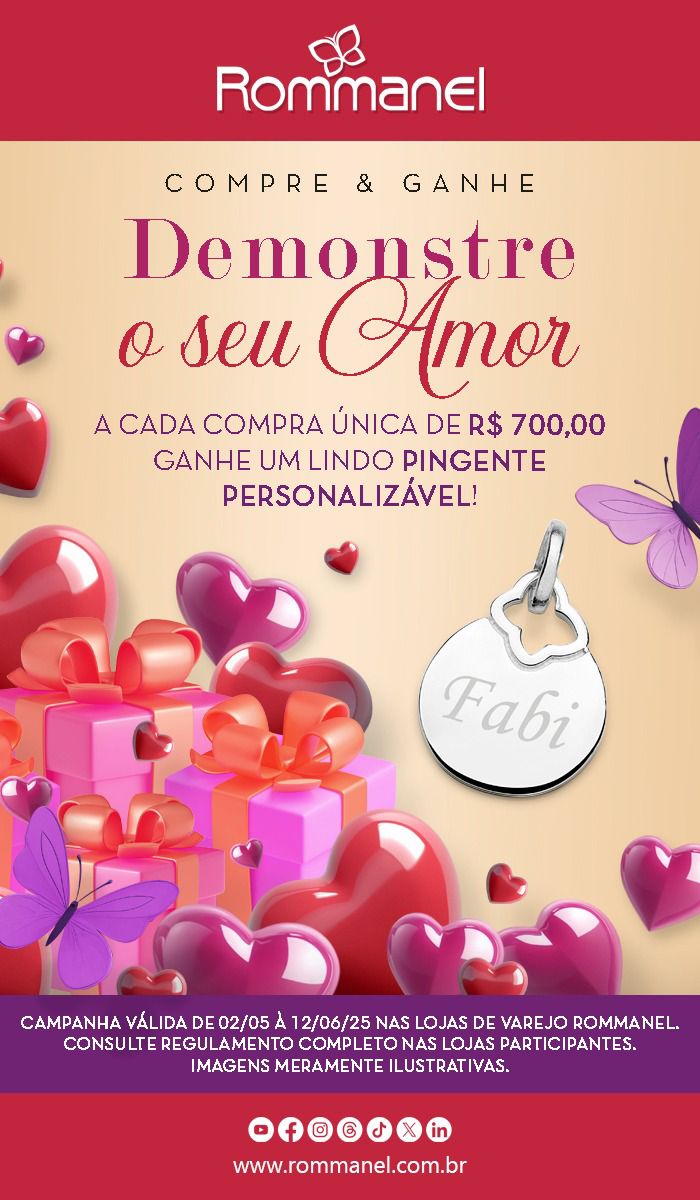 Rommanel
COMPRE & GANHE
Demonstre
o seu Amor
A CADA COMPRA ÚNICA DE R$ 700,00
GANHE UM LINDO PINGENTE
PERSONALIZÁVEL!
Fabi
CAMPANHA VÁLIDA DE 02/05 À 12/06/25 NAS LOJAS DE VAREJO ROMMANEL.
CONSULTE REGULAMENTO COMPLETO NAS LOJAS PARTICIPANTES.
IMAGENS MERAMENTE ILUSTRATIVAS.
www.rommanel.com.br